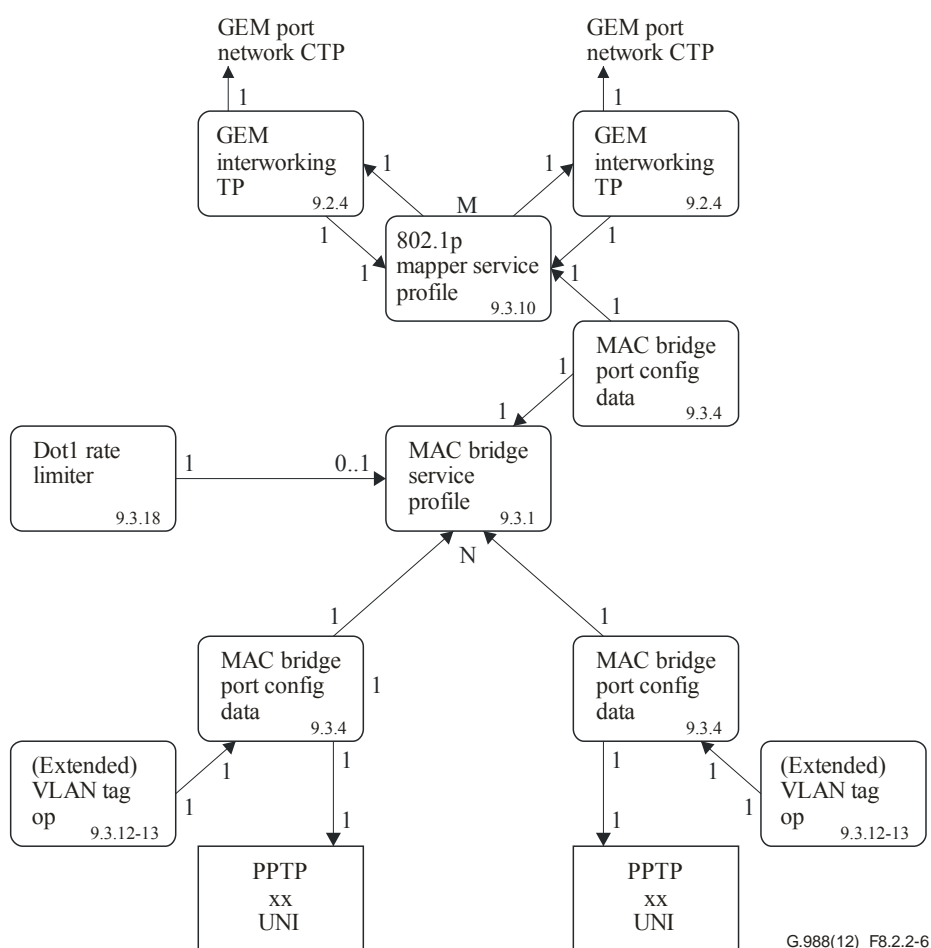 GEM port
network CTP
GEM port
network CTP
1
1
GEM
interworking
TP
9.2.4
GEM
interworking
TP
9.2.4
1
1
M
1
1
1
1
802.1p
mapper service
profile
9.3.10
1
1
MAC bridge
port config
data
9.3.4
1
1
Dot1 rate
limiter
9.3.18
1
0..1
MAC bridge
service
profile
9.3.1
N
1
1
MAC bridge
port config
data
9.3.4
1
MAC bridge
port config
data
9.3.4
(Extended)
VLAN tag
op
9.3.12-13
1
1
1
1
1
1
1
1
(Extended)
VLAN tag
op
9.3.12-13
PPTP
xx
UNI
PPTP
xx
UNI
G.988(12)_F8.2.2-6